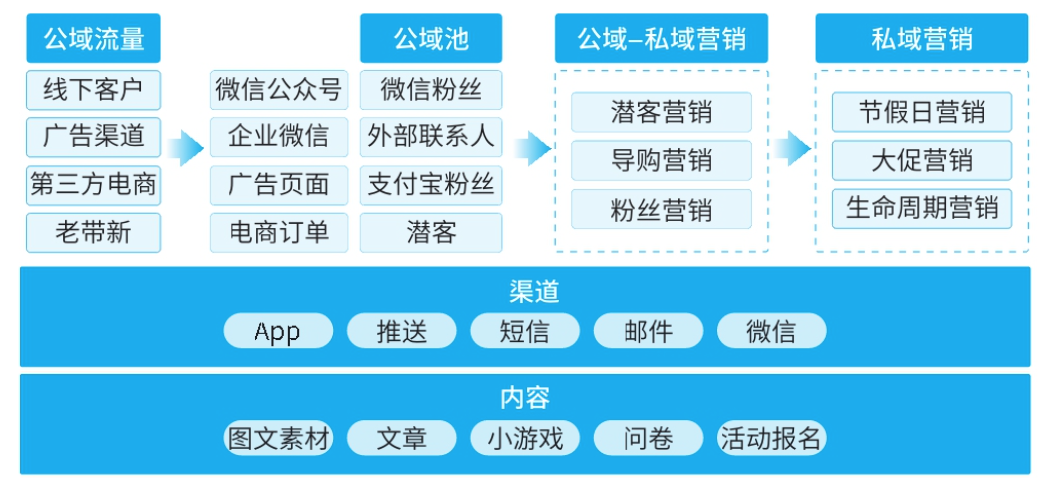 公域流量
公域池
公域-私域营销
私域营销
线下客户
微信公众号
微信粉丝
广告渠道
企业微信
外部联系人
第三方电商
广告页面
支付宝粉丝
老带新
电商订单
潜客
潜客营销
导购营销
粉丝营销
节假日营销
大促营销
生命周期营销
渠道
App
推送
短信
邮件
微信
内容
图文素材
文章
小游戏
问卷
活动报名